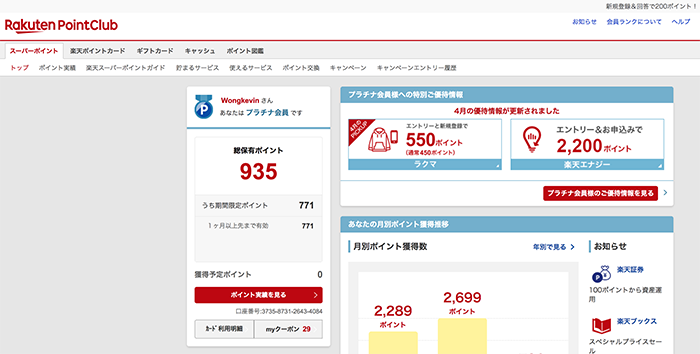 新規登録＆回答で200ポイント！
Rakuten PointClub
お知らせ 会員ランクについて ヘルプ
スーパーポイント 楽天ポイントカード ギフトカード キャッシュ ポイント図鑑
トップ ポイント実績 楽天スーパーポイントガイド 貯まるサービス 使えるサービス ポイント交換 キャンペーン キャンペーンエントリー履歴
Wongkevin さん
あなたは プラチナ会員 です
総保有ポイント
935
うち期間限定ポイント 771
1ヶ月以上先まで有効 771
獲得予定ポイント 0
ポイント実績を見る
口座番号:3735-8731-2643-4084
カード利用明細 myクーポン 29
プラチナ会員様への特別ご優待情報
4月の優待情報が更新されました
4月の PICKUP
エントリーと新規登録で
550ポイント
(通常450ポイント)
ラクマ
エントリー＆お申込みで
2,200ポイント
楽天エナジー
プラチナ会員様のご優待情報を見る
あなたの月別ポイント獲得推移
月別ポイント獲得数 年別で見る
2,289
ポイント
2,699
ポイント
お知らせ
楽天証券
100ポイントから資産運
用
楽天ブックス
スペシャルプライスセー
ル